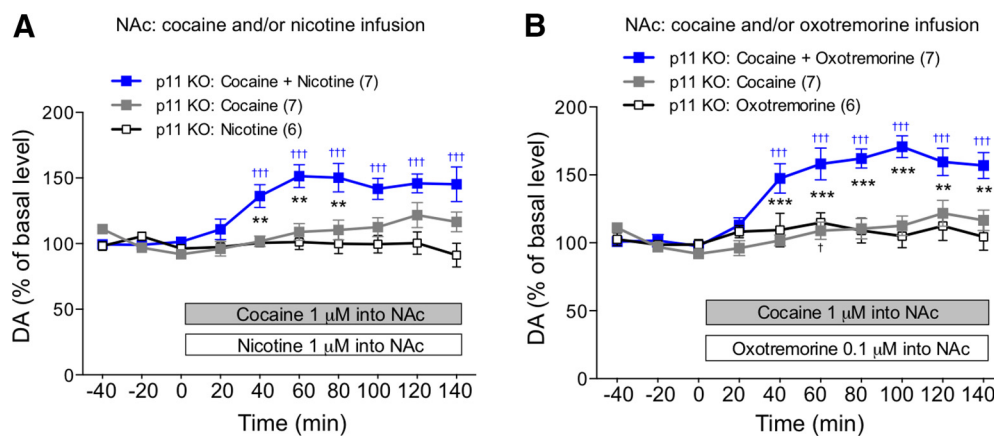 A
NAc: cocaine and/or nicotine infusion
p11 KO: Cocaine + Nicotine (7)
p11 KO: Cocaine (7)
p11 KO: Nicotine (6)
DA (% of basal level)
200
150
100
50
0
††† ††† ††† ††† ††† †††
** ** **
Cocaine 1 μM into NAc
Nicotine 1 μM into NAc
-40 -20 0 20 40 60 80 100 120 140
Time (min)
B
NAc: cocaine and/or oxotremorine infusion
p11 KO: Cocaine + Oxotremorine (7)
p11 KO: Cocaine (7)
p11 KO: Oxotremorine (6)
DA (% of basal level)
200
150
100
50
0
††† ††† ††† ††† ††† †††
*** *** *** *** ** **
†
Cocaine 1 μM into NAc
Oxotremorine 0.1 μM into NAc
-40 -20 0 20 40 60 80 100 120 140
Time (min)